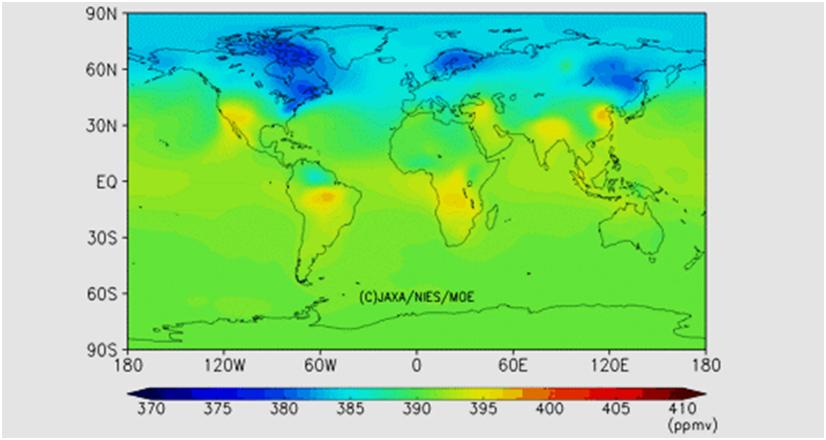 90N
60N
30N
EQ
30S
60S
90S
(C)JAXA/NIES/MOE
180 120W 60W 0 60E 120E 180
370 375 380 385 390 395 400 405 410
(ppmv)